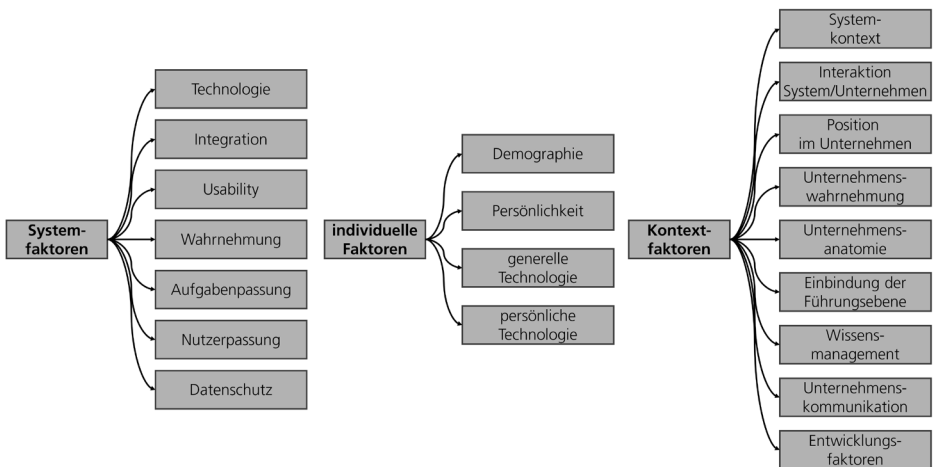 System-
faktoren
Technologie
Integration
Usability
Wahrnehmung
Aufgabenpassung
Nutzerpassung
Datenschutz
individuelle
Faktoren
Demographie
Persönlichkeit
generelle
Technologie
persönliche
Technologie
Kontext-
faktoren
System-
kontext
Interaktion
System/Unternehmen
Position
im Unternehmen
Unternehmens-
wahrnehmung
Unternehmens-
anatomie
Einbindung der
Führungsebene
Wissens-
management
Unternehmens-
kommunikation
Entwicklungs-
faktoren